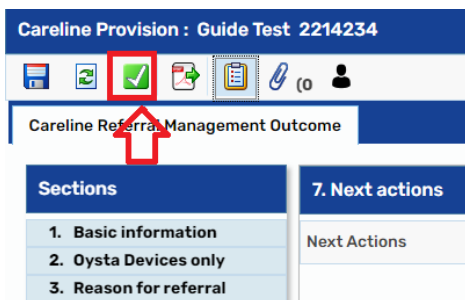 Careline Provision : Guide Test 2214234
(0
Careline Referral Management Outcome
Sections
7. Next actions
1. Basic information
Next Actions
2. Oysta Devices only
3. Reason for referral